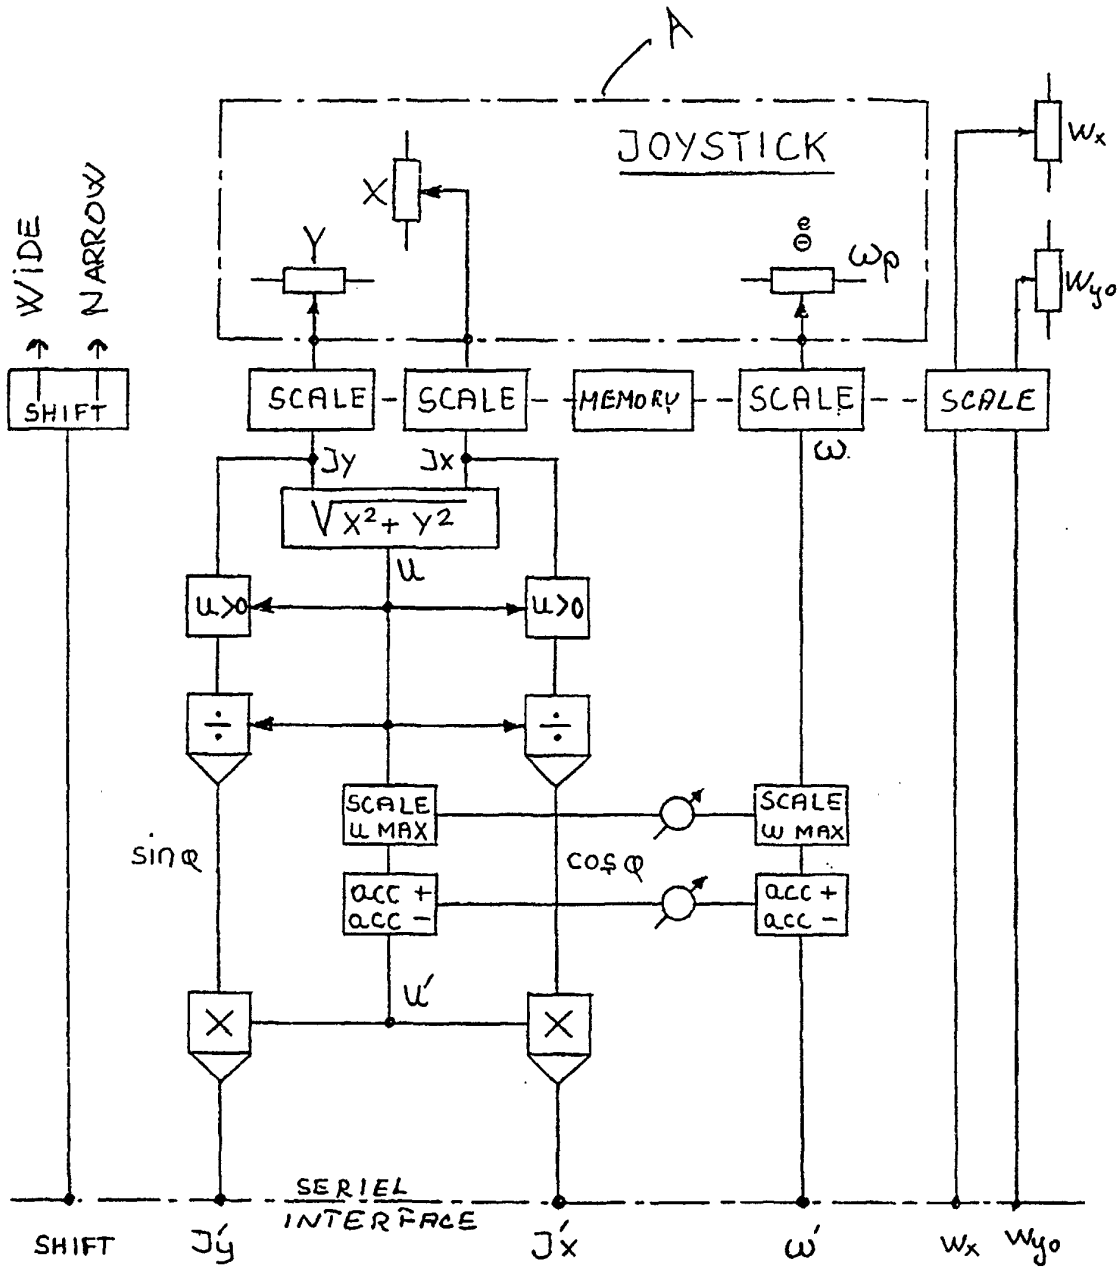 A
JOYSTICK
Wx
X
WIDE
NARROW
Y
Θ
ωp
Wyo
SHIFT
SCALE
SCALE
MEMORY
SCALE
SCALE
Jy
Jx
ω
√X²+Y²
u
u>0
u>0
÷
÷
SCALE
u MAX
SCALE
ω MAX
sin φ
cos φ
acc +
acc -
acc +
acc -
u'
X
X
SERIEL
INTERFACE
SHIFT
J'y
J'x
ω'
Wx
Wyo